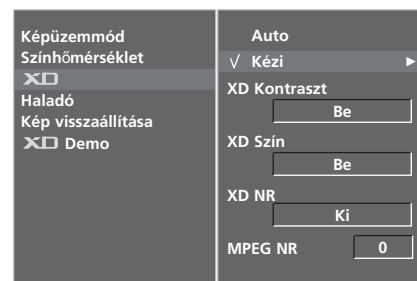 Képüzemmód
Színhőmérséklet
XD
Haladó
Kép visszaállítása
XD Demo
Auto
√ Kézi ►
XD Kontraszt
Be
XD Szín
Be
XD NR
Ki
MPEG NR 0